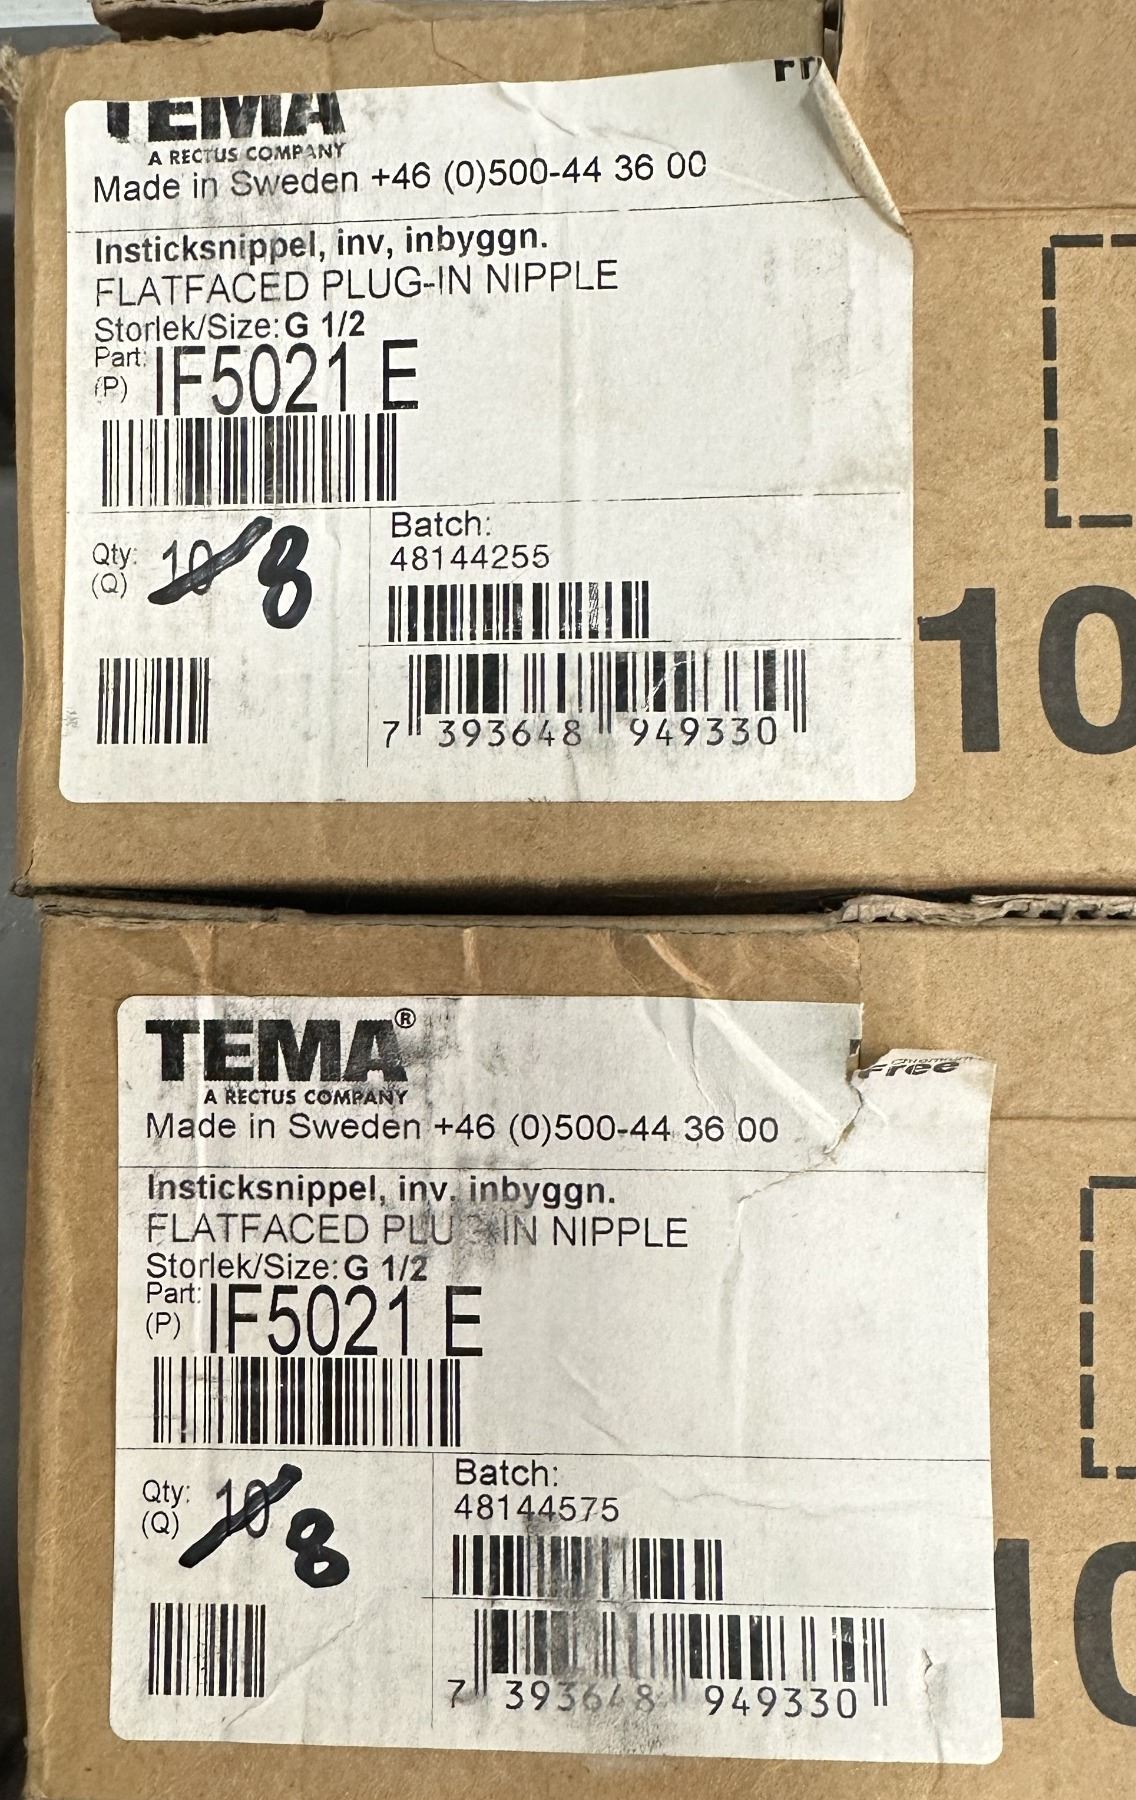 TEMA
A RECTUS COMPANY
Made in Sweden +46 (0)500-44 36 00
Insticksnippel, inv, inbyggn.
FLATFACED PLUG-IN NIPPLE
Storlek/Size: G 1/2
Part:
(P) IF5021 E
Qty: 10 8
(Q)
Batch:
48144255
7 393648 949330
10
TEMA®
A RECTUS COMPANY
Chromium
Free
Made in Sweden +46 (0)500-44 36 00
Insticksnippel, inv, inbyggn.
FLATFACED PLUG-IN NIPPLE
Storlek/Size: G 1/2
Part:
(P) IF5021 E
Qty: 10 8
(Q)
Batch:
48144575
7 393648 949330
10